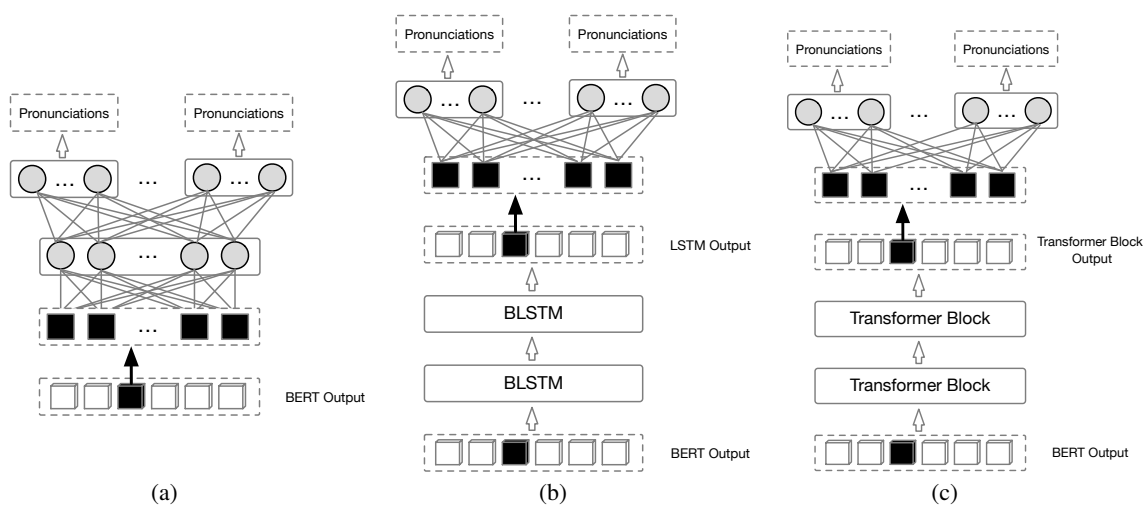 Pronunciations Pronunciations
... ... ...
...
...
BERT Output
(a)
Pronunciations Pronunciations
... ... ...
...
LSTM Output
BLSTM
BLSTM
BERT Output
(b)
Pronunciations Pronunciations
... ... ...
...
Transformer Block
Output
Transformer Block
Transformer Block
BERT Output
(c)